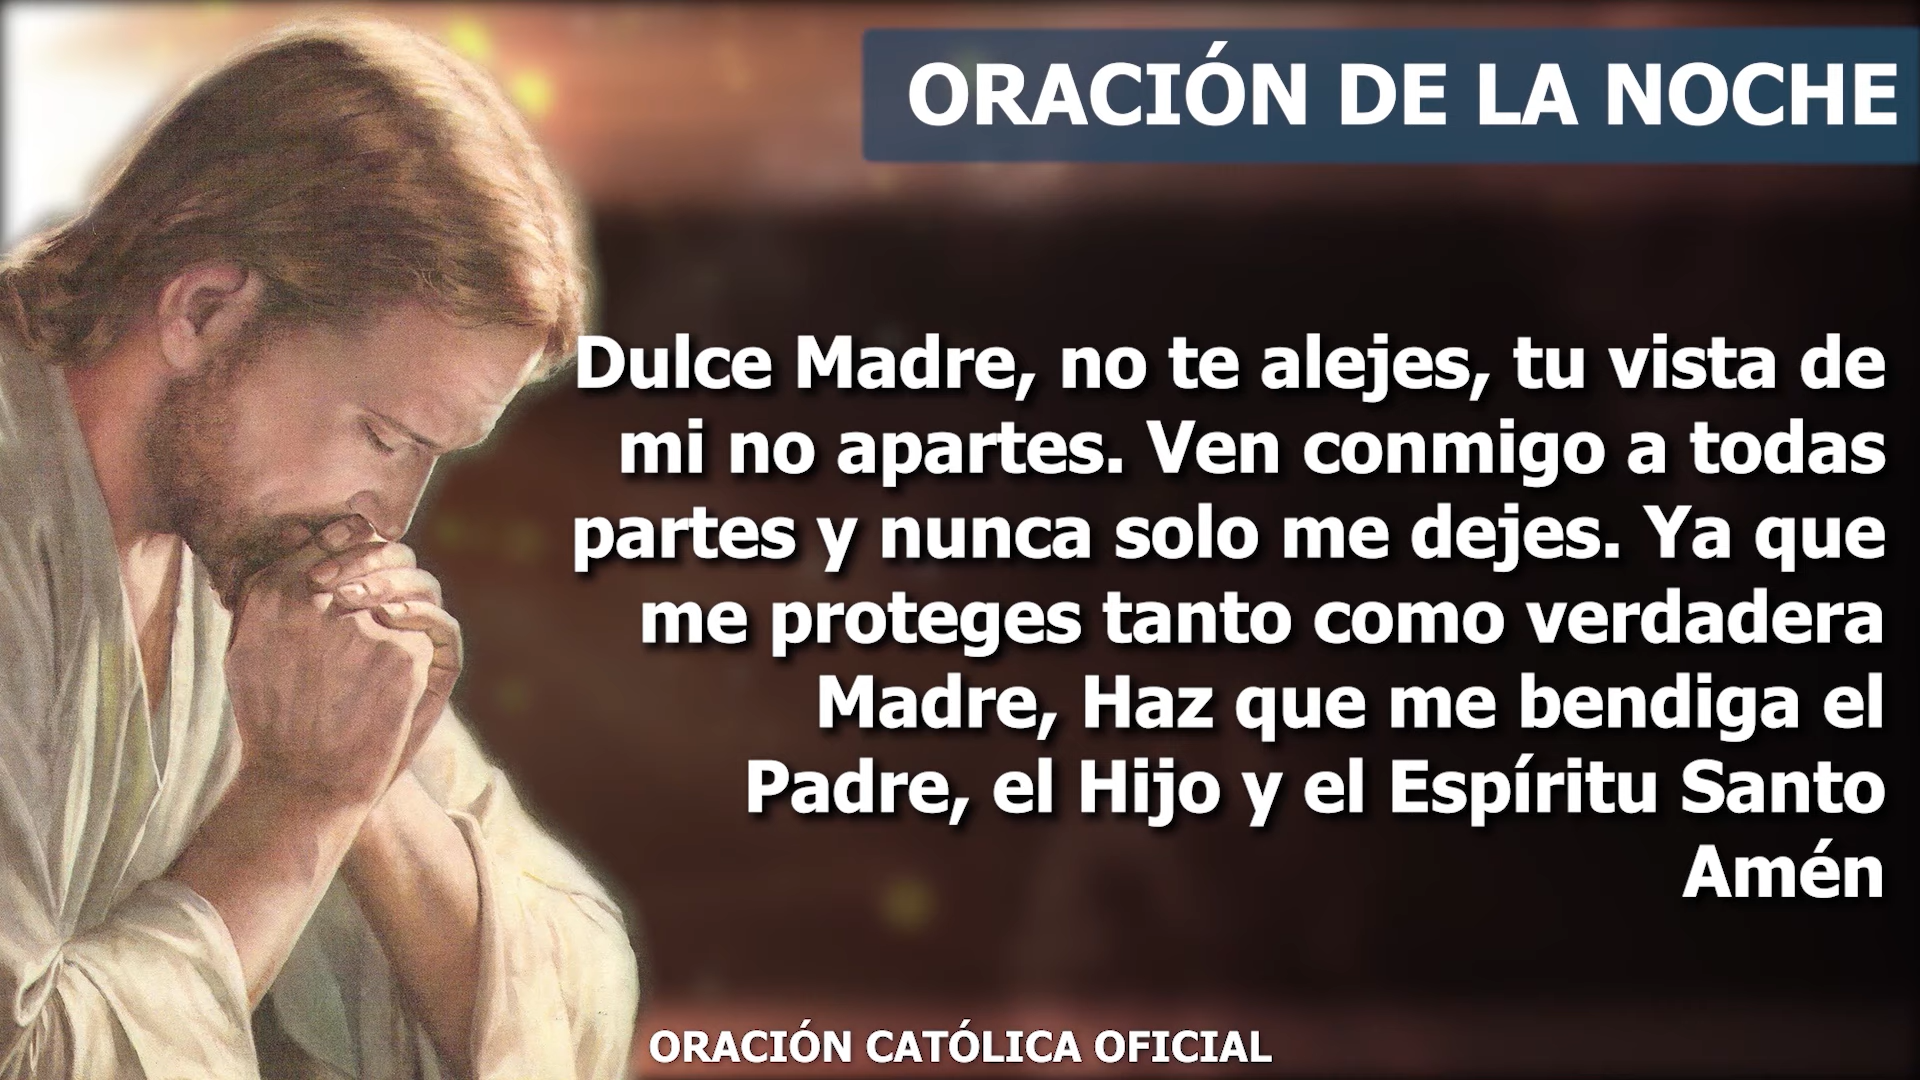 ORACIÓN DE LA NOCHE
Dulce Madre, no te alejes, tu vista de
mi no apartes. Ven conmigo a todas
partes y nunca solo me dejes. Ya que
me proteges tanto como verdadera
Madre, Haz que me bendiga el
Padre, el Hijo y el Espíritu Santo
Amén
ORACIÓN CATÓLICA OFICIAL